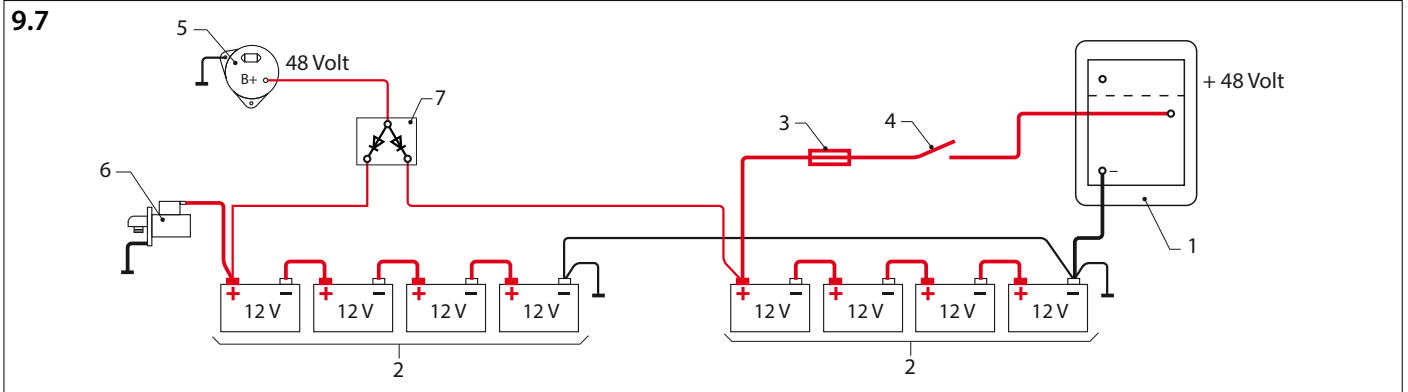 9.7
5
48 Volt
B+
7
+ 48 Volt
3
4
6
−
1
+ − + − + − + −
12 V 12 V 12 V 12 V
+ − + − + − + −
12 V 12 V 12 V 12 V
2
2